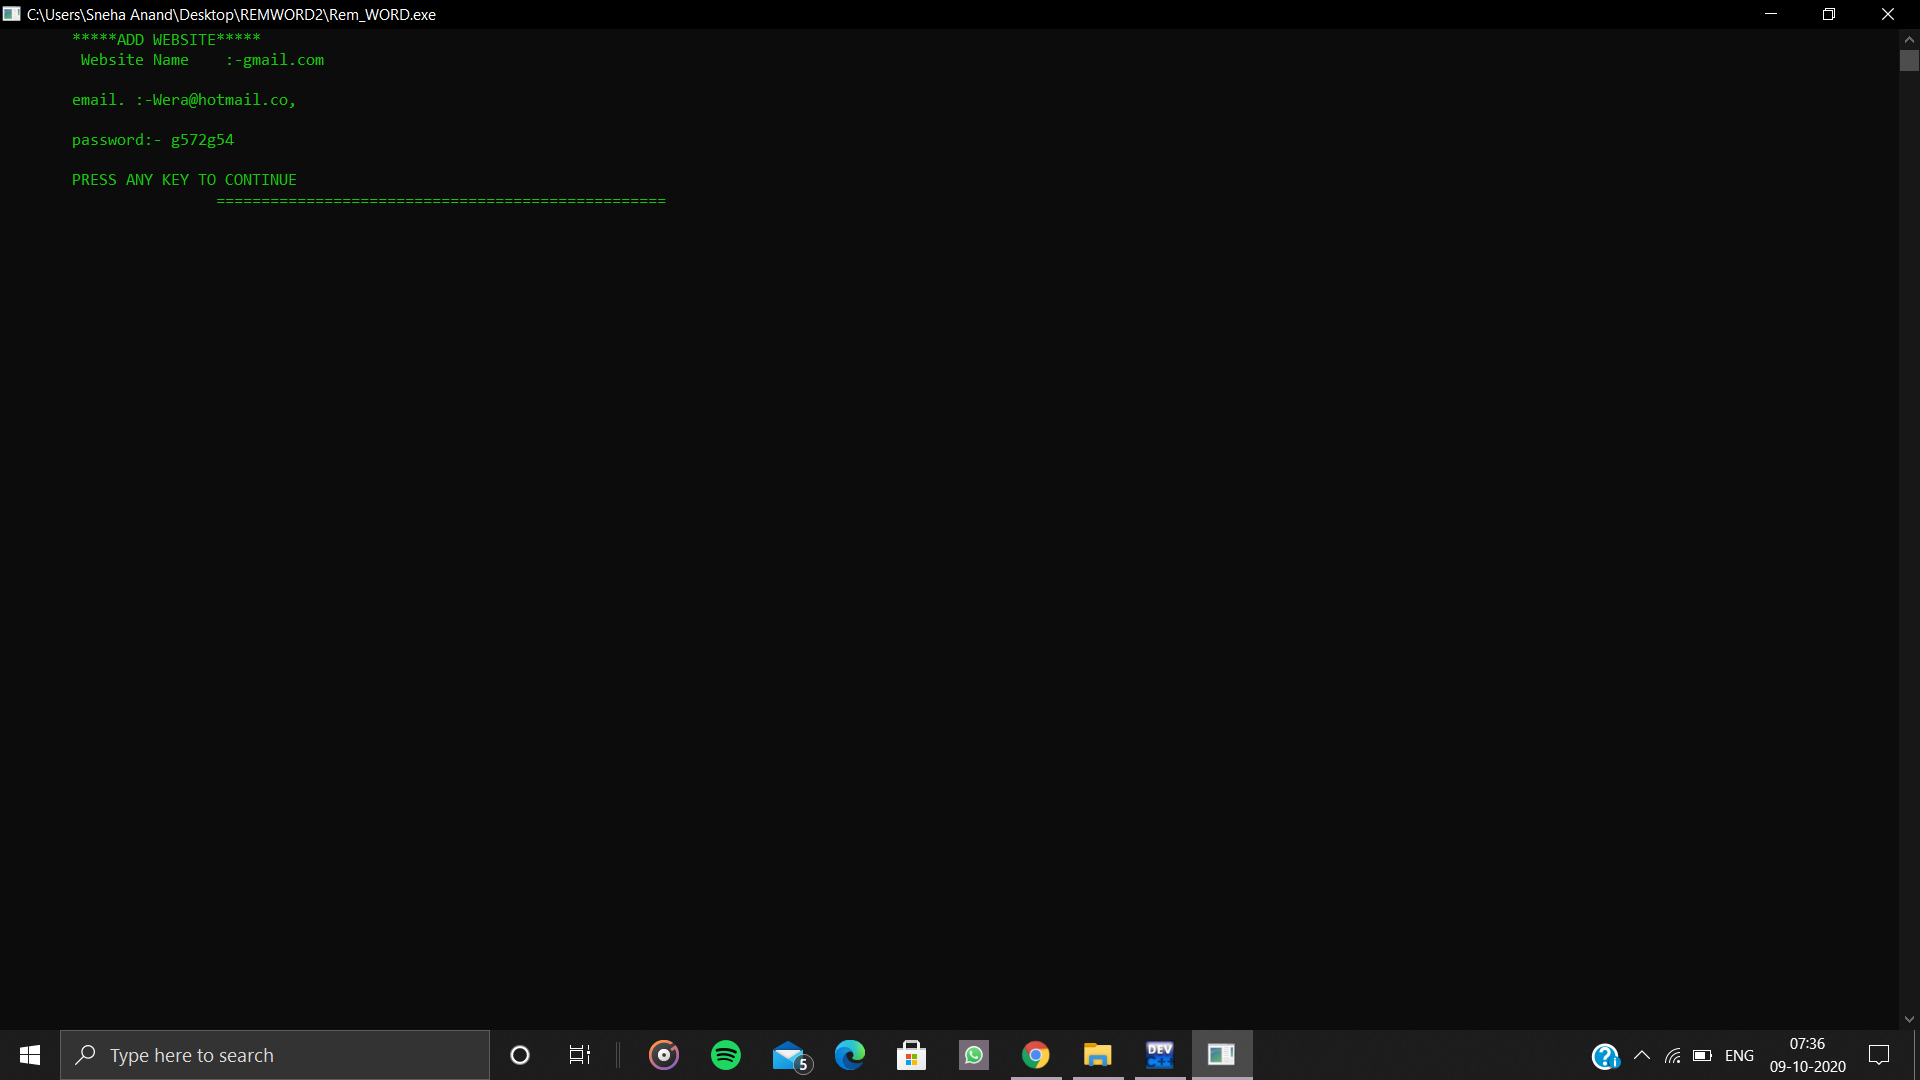 C:\Users\Sneha Anand\Desktop\REMWORD2\Rem_WORD.exe
*****ADD WEBSITE*****
Website Name    :-gmail.com
email. :-Wera@hotmail.co,
password:- g572g54
PRESS ANY KEY TO CONTINUE
==================================================
Type here to search
5
DEV
C++
ENG
07:36
09-10-2020